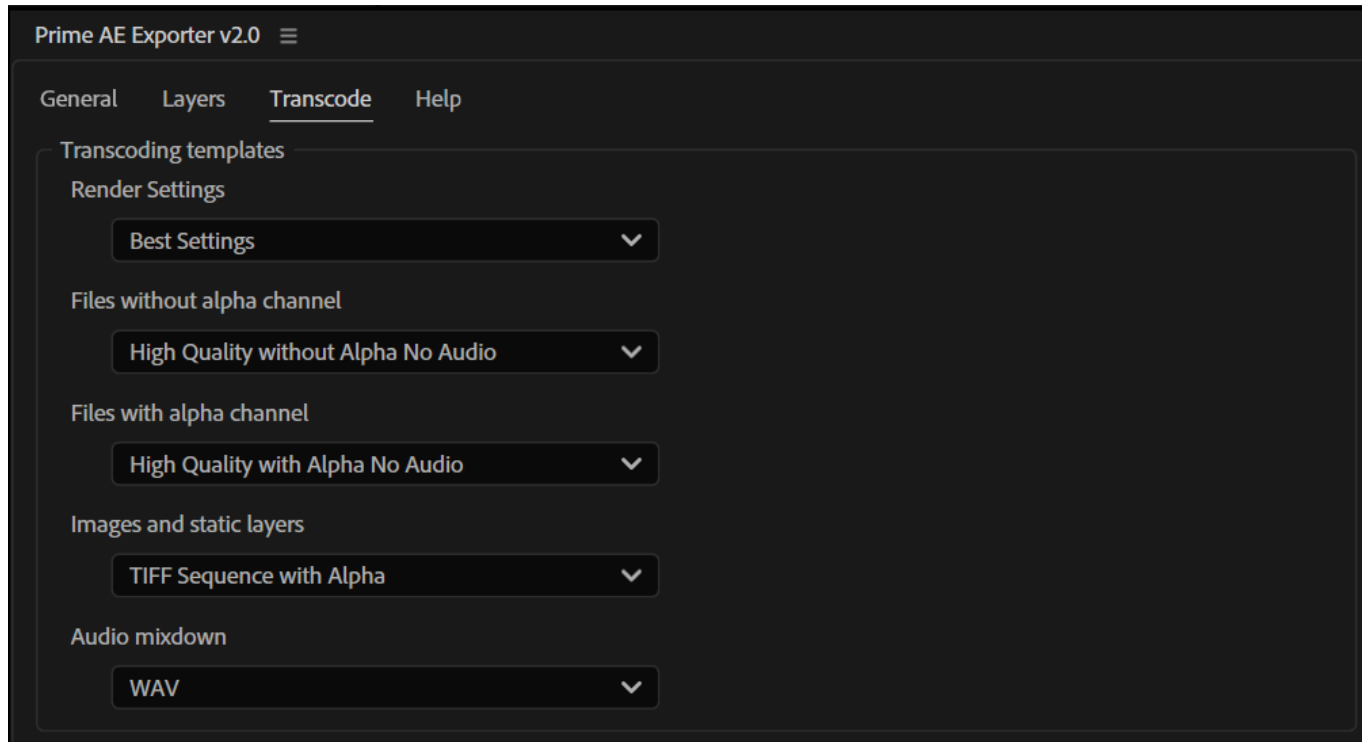 Prime AE Exporter v2.0
General Layers Transcode Help
Transcoding templates
Render Settings
Best Settings
Files without alpha channel
High Quality without Alpha No Audio
Files with alpha channel
High Quality with Alpha No Audio
Images and static layers
TIFF Sequence with Alpha
Audio mixdown
WAV